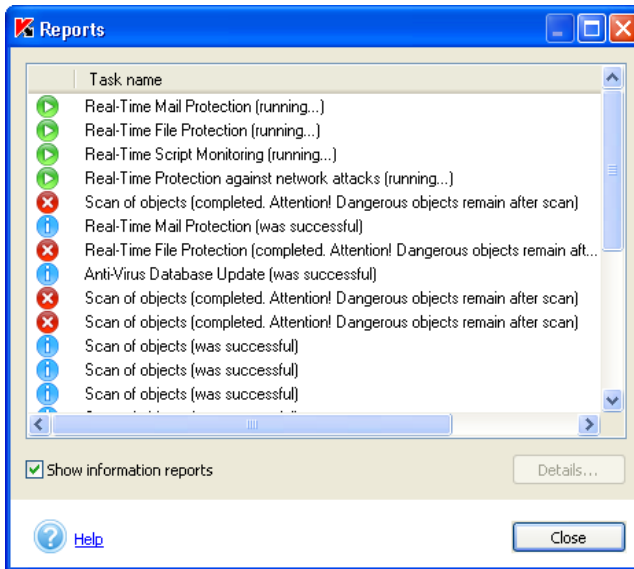 Reports
Task name
Real-Time Mail Protection (running...)
Real-Time File Protection (running...)
Real-Time Script Monitoring (running...)
Real-Time Protection against network attacks (running...)
Scan of objects (completed. Attention! Dangerous objects remain after scan)
Real-Time Mail Protection (was successful)
Real-Time File Protection (completed. Attention! Dangerous objects remain aft...
Anti-Virus Database Update (was successful)
Scan of objects (completed. Attention! Dangerous objects remain after scan)
Scan of objects (completed. Attention! Dangerous objects remain after scan)
Scan of objects (was successful)
Scan of objects (was successful)
Scan of objects (was successful)
Show information reports
Details...
Help
Close